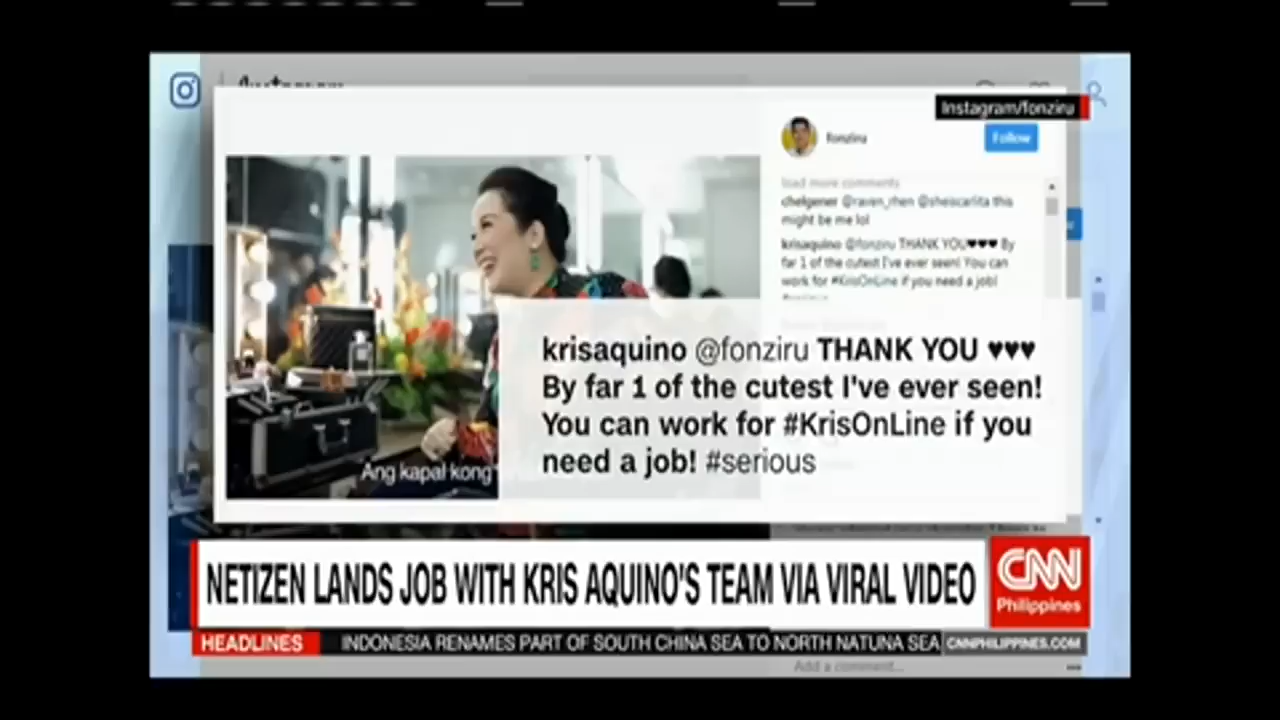 Instagram/fonziru
fonziru
Follow
load more comments
chelgener @raven_rhen @sheiscarlita this
might be me lol
krisaquino @fonziru THANK YOU♥♥♥ By
far 1 of the cutest I've ever seen! You can
work for #KrisOnLine if you need a job!
krisaquino @fonziru THANK YOU ♥♥♥
By far 1 of the cutest I've ever seen!
You can work for #KrisOnLine if you
need a job! #serious
Ang kapal kong
NETIZEN LANDS JOB WITH KRIS AQUINO'S TEAM VIA VIRAL VIDEO
CNN
Philippines
HEADLINES INDONESIA RENAMES PART OF SOUTH CHINA SEA TO NORTH NATUNA SEA CNNPHILIPPINES.COM
Add a comment...